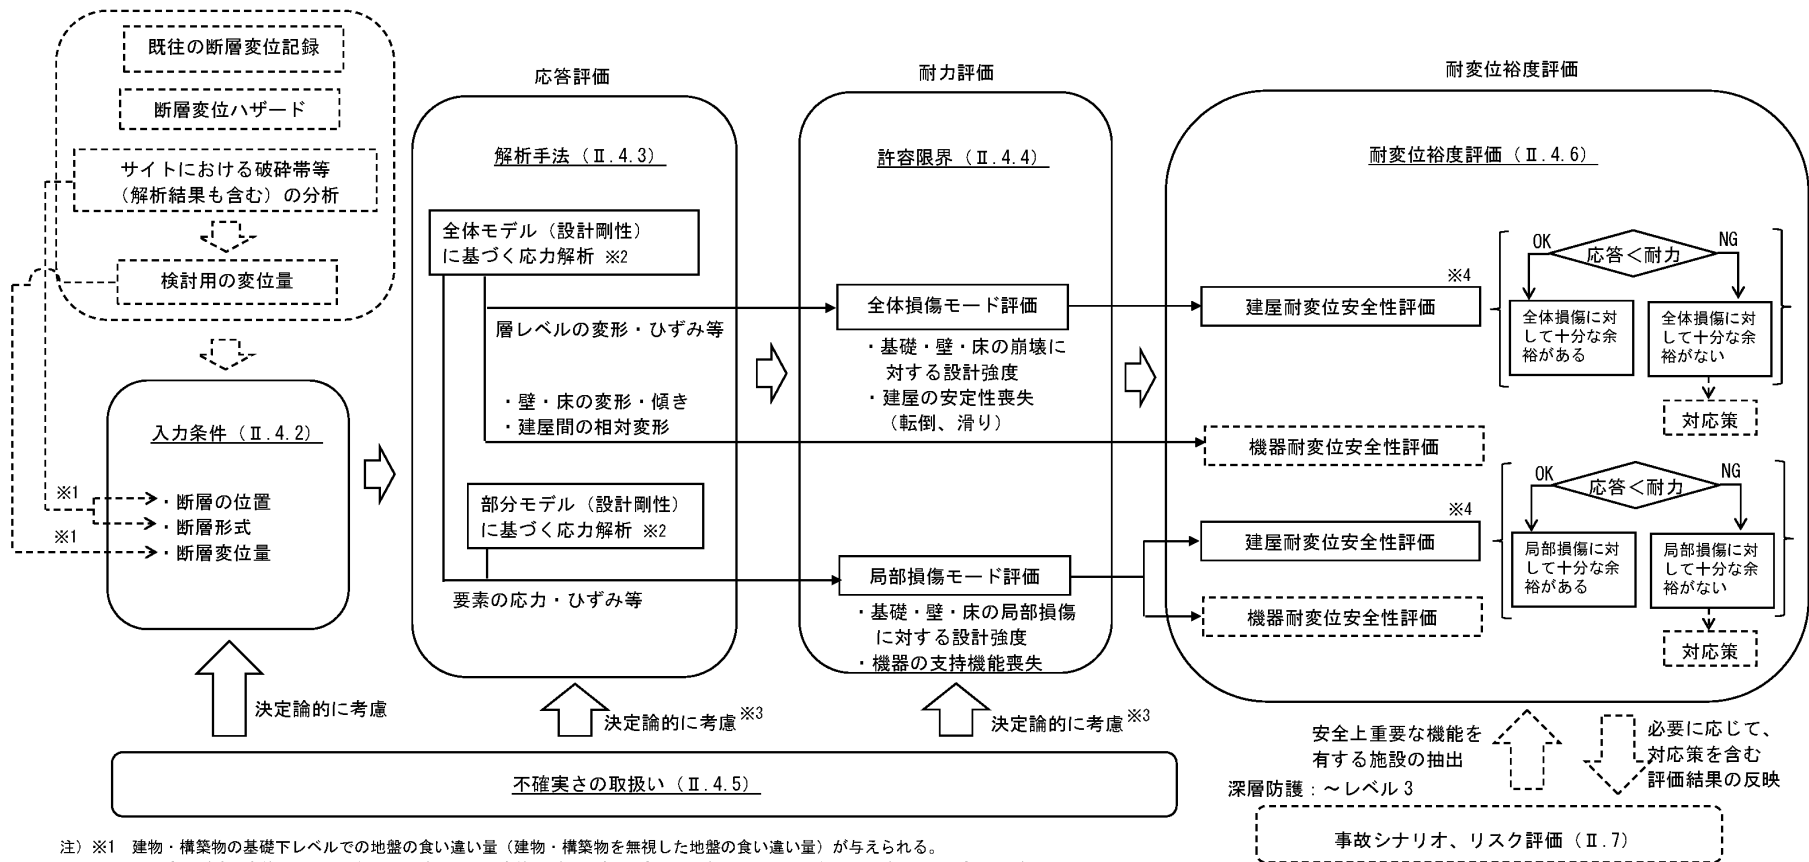 既往の断層変位記録
断層変位ハザード
サイトにおける破砕帯等
（解析結果も含む）の分析
検討用の変位量
入力条件（Ⅱ.4.2）
※1
・断層の位置
・断層形式
※1
・断層変位量
決定論的に考慮
応答評価
解析手法（Ⅱ.4.3）
全体モデル（設計剛性）
に基づく応力解析 ※2
層レベルの変形・ひずみ等
・壁・床の変形・傾き
・建屋間の相対変形
部分モデル（設計剛性）
に基づく応力解析 ※2
要素の応力・ひずみ等
決定論的に考慮※3
耐力評価
許容限界（Ⅱ.4.4）
全体損傷モード評価
・基礎・壁・床の崩壊に
対する設計強度
・建屋の安定性喪失
（転倒、滑り）
局部損傷モード評価
・基礎・壁・床の局部損傷
に対する設計強度
・機器の支持機能喪失
決定論的に考慮※3
耐変位裕度評価
耐変位裕度評価（Ⅱ.4.6）
※4
建屋耐変位安全性評価
OK
応答＜耐力
NG
全体損傷に対
して十分な余
裕がある
全体損傷に対
して十分な余
裕がない
対応策
機器耐変位安全性評価
※4
建屋耐変位安全性評価
OK
応答＜耐力
NG
局部損傷に対
して十分な余
裕がある
局部損傷に対
して十分な余
裕がない
対応策
機器耐変位安全性評価
不確実さの取扱い（Ⅱ.4.5）
安全上重要な機能を
有する施設の抽出
必要に応じて、
対応策を含む
評価結果の反映
深層防護：～レベル3
事故シナリオ、リスク評価（Ⅱ.7）
注）※1 建物・構築物の基礎下レベルでの地盤の食い違い量（建物・構築物を無視した地盤の食い違い量）が与えられる。